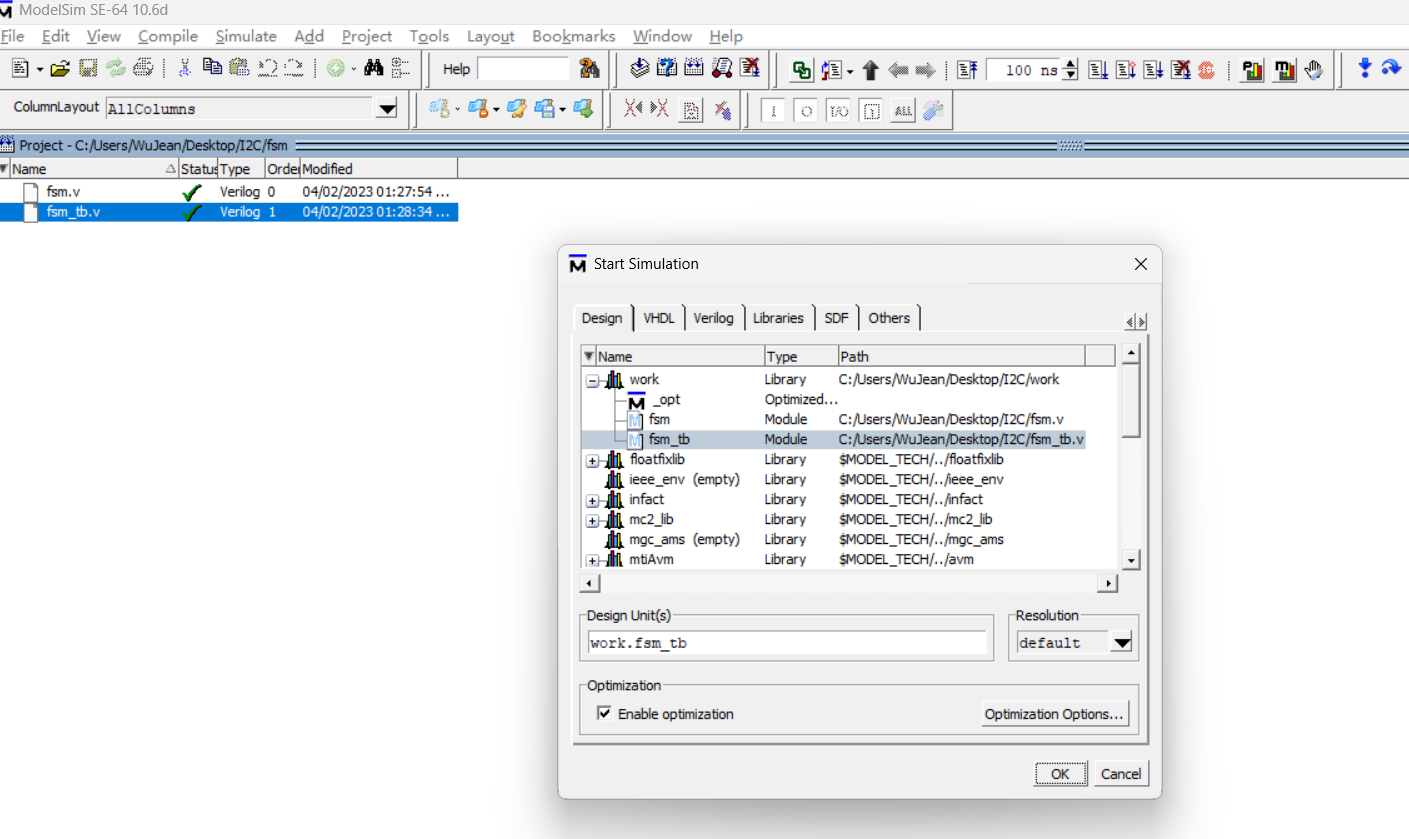 ModelSim SE-64 10.6d
File Edit View Compile Simulate Add Project Tools Layout Bookmarks Window Help
Help 100 ns
ColumnLayout AllColumns
1 O I/O ALL
Project - C:/Users/WuJean/Desktop/I2C/fsm
Name Status Type Order Modified
fsm.v Verilog 0 04/02/2023 01:27:54 ...
fsm_tb.v Verilog 1 04/02/2023 01:28:34 ...
Start Simulation
Design VHDL Verilog Libraries SDF Others
Name Type Path
work Library C:/Users/WuJean/Desktop/I2C/work
_opt Optimized...
fsm Module C:/Users/WuJean/Desktop/I2C/fsm.v
fsm_tb Module C:/Users/WuJean/Desktop/I2C/fsm_tb.v
floatfixlib Library $MODEL_TECH/../floatfixlib
ieee_env (empty) Library $MODEL_TECH/../ieee_env
infact Library $MODEL_TECH/../infact
mc2_lib Library $MODEL_TECH/../mc2_lib
mgc_ams (empty) Library $MODEL_TECH/../mgc_ams
mtiAvm Library $MODEL_TECH/../avm
Design Unit(s)
work.fsm_tb
Resolution
default
Optimization
Enable optimization
Optimization Options...
OK Cancel